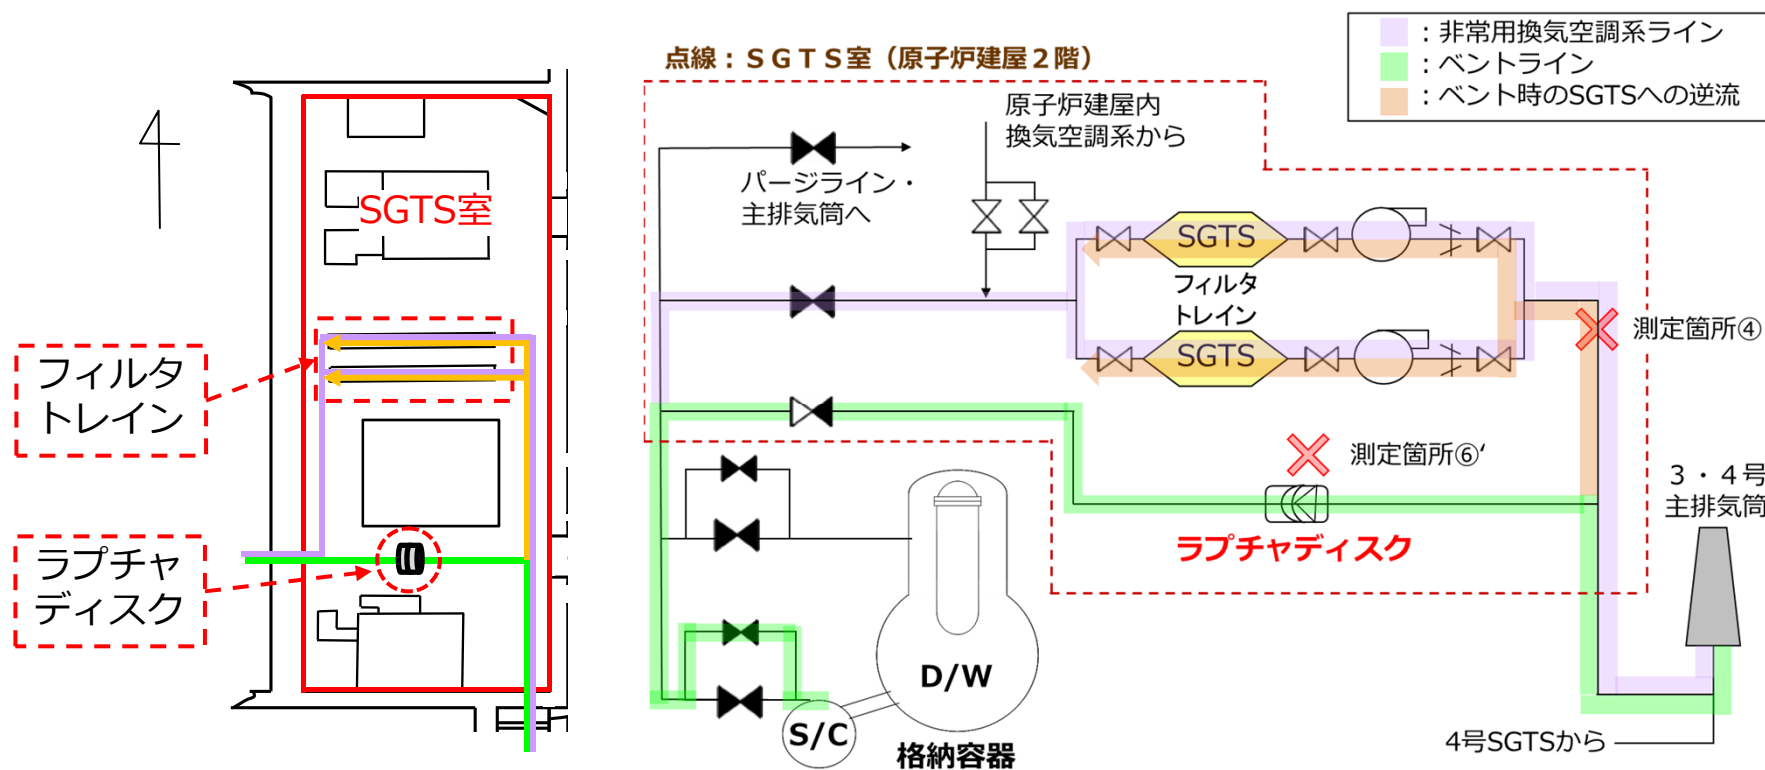 SGTS室
フィルタ
トレイン
ラプチャ
ディスク
点線：ＳＧＴＳ室（原子炉建屋２階）
：非常用換気空調系ライン
：ベントライン
：ベント時のSGTSへの逆流
原子炉建屋内
換気空調系から
パージライン・
主排気筒へ
SGTS
フィルタ
トレイン
SGTS
測定箇所④
測定箇所⑥’
ラプチャディスク
３・４号
主排気筒
D/W
S/C
格納容器
4号SGTSから